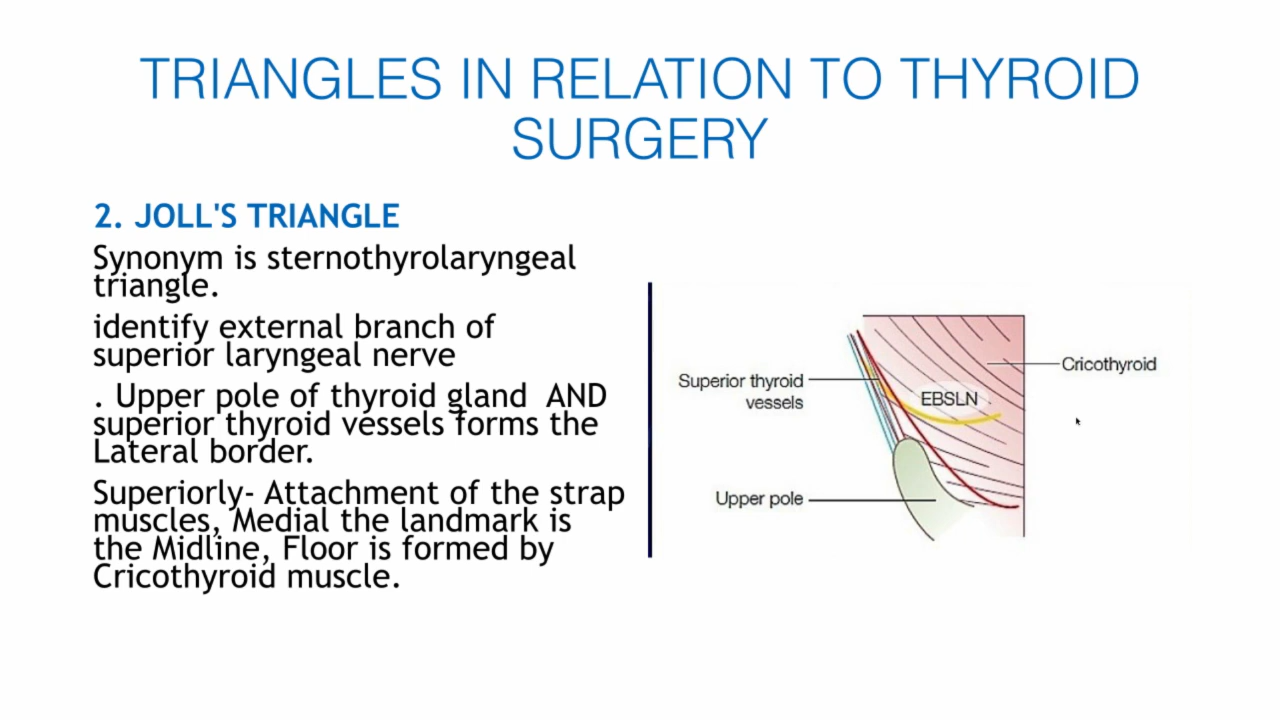 TRIANGLES IN RELATION TO THYROID
SURGERY
2. JOLL'S TRIANGLE
Synonym is sternothyrolaryngeal
triangle.
identify external branch of
superior laryngeal nerve
. Upper pole of thyroid gland AND
superior thyroid vessels forms the
Lateral border.
Superiorly- Attachment of the strap
muscles, Medial the landmark is
the Midline, Floor is formed by
Cricothyroid muscle.
Superior thyroid
vessels
Cricothyroid
EBSLN
Upper pole